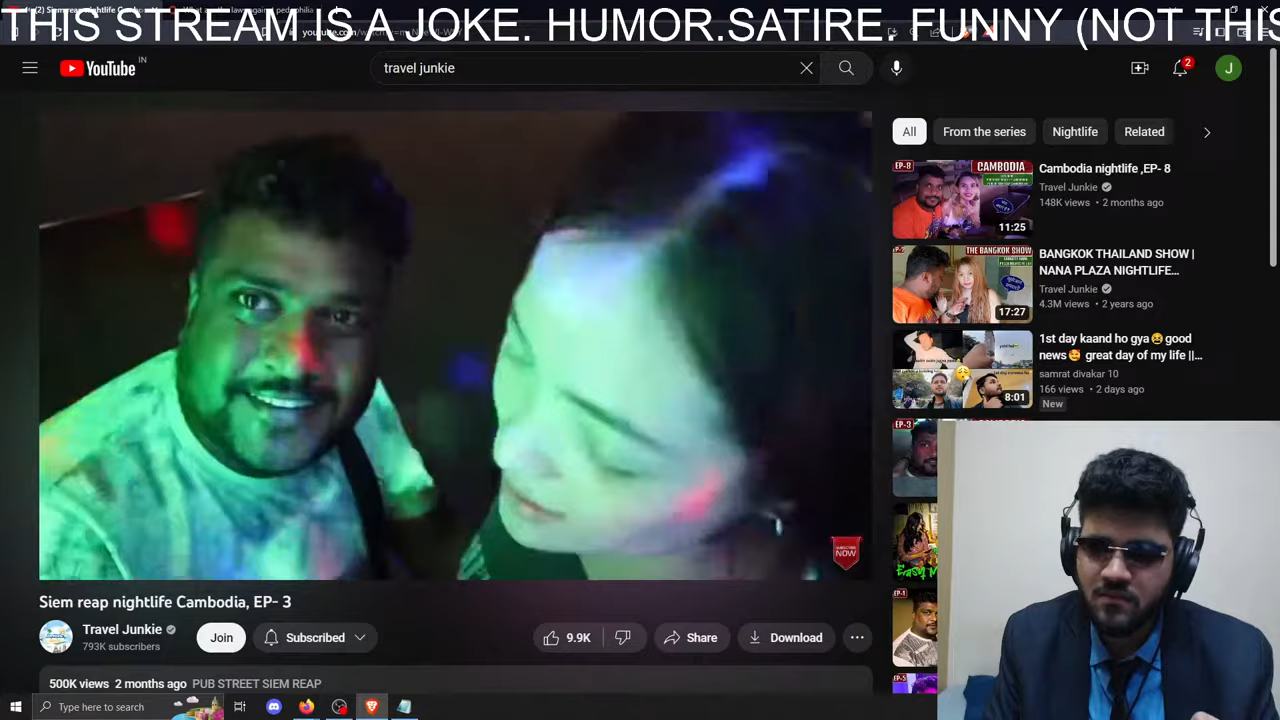 THIS STREAM IS A JOKE. HUMOR.SATIRE. FUNNY (NOT THIS
YouTube IN
travel junkie
2
J
All
From the series
Nightlife
Related
CAMBODIA
EP-8
11:25
Cambodia nightlife ,EP- 8
Travel Junkie
148K views • 2 months ago
THE BANGKOK SHOW
17:27
BANGKOK THAILAND SHOW |
NANA PLAZA NIGHTLIFE...
Travel Junkie
4.3M views • 2 years ago
8:01
1st day kaand ho gya😫good
news🥰 great day of my life ||...
samrat divakar 10
166 views • 2 days ago
New
EP-3
EP-1
SUBSCRIBE
NOW
Siem reap nightlife Cambodia, EP- 3
Travel Junkie
793K subscribers
Join
Subscribed
9.9K
Share
Download
500K views 2 months ago PUB STREET SIEM REAP
Type here to search